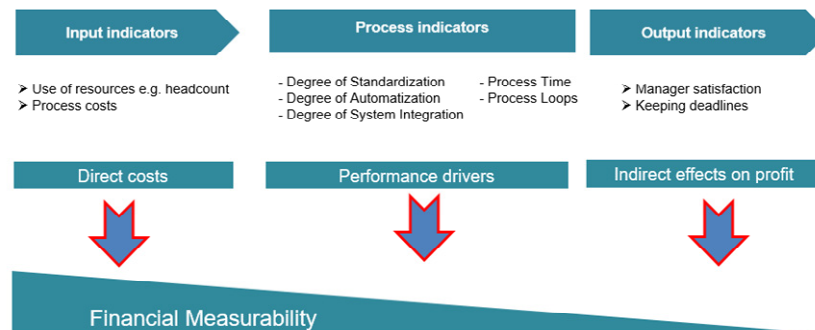 Input indicators
Process indicators
Output indicators
➤ Use of resources e.g. headcount
➤ Process costs
- Degree of Standardization
- Degree of Automatization
- Degree of System Integration
- Process Time
- Process Loops
➤ Manager satisfaction
➤ Keeping deadlines
Direct costs
Performance drivers
Indirect effects on profit
Financial Measurability